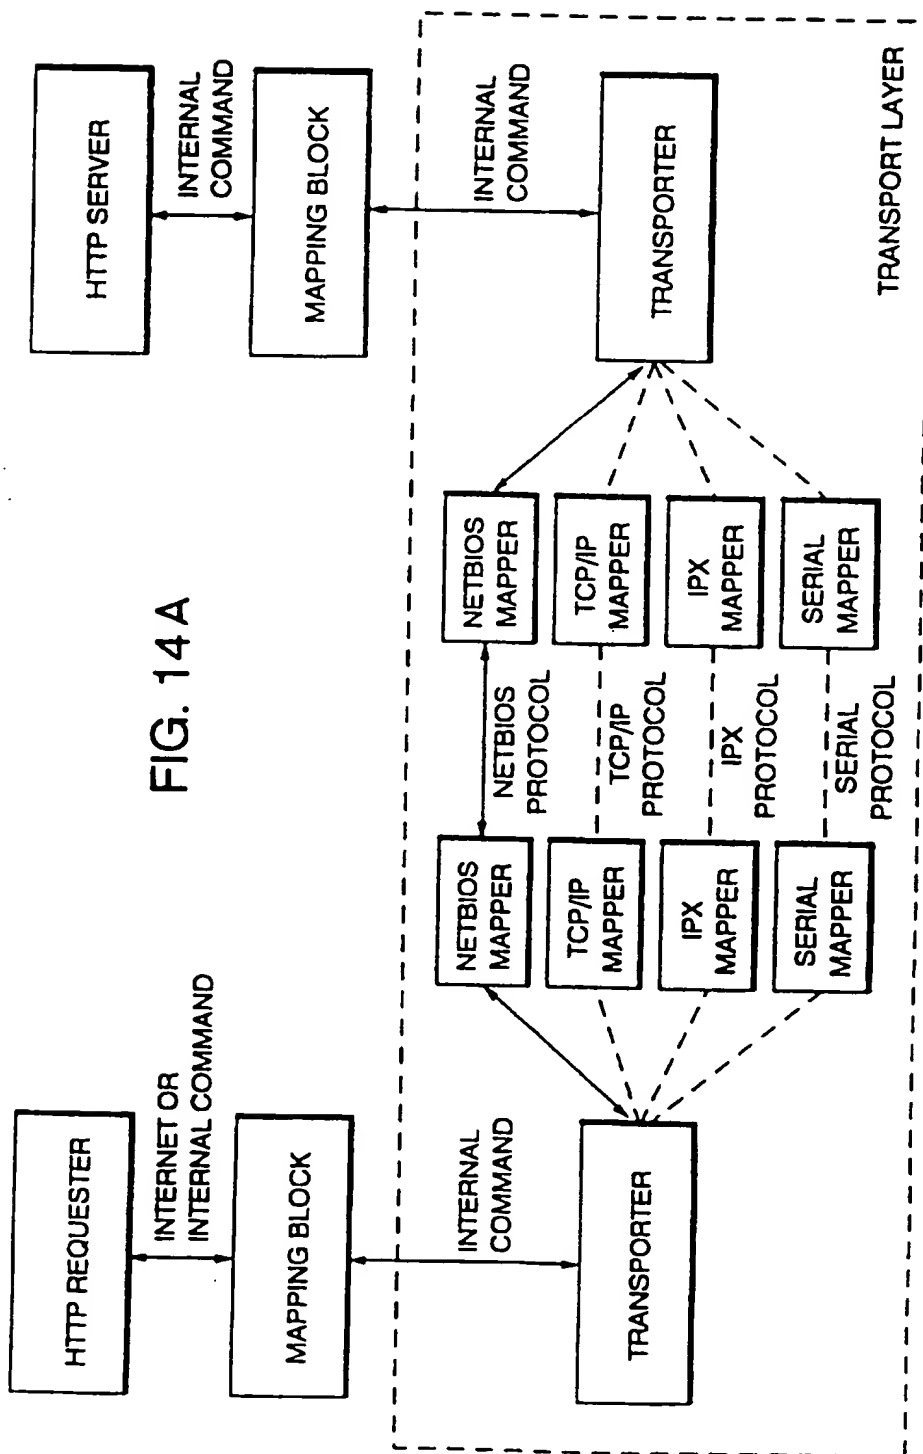 FIG. 14A
HTTP REQUESTER
INTERNET OR
INTERNAL COMMAND
MAPPING BLOCK
INTERNAL
COMMAND
TRANSPORTER
HTTP SERVER
INTERNAL
COMMAND
MAPPING BLOCK
INTERNAL
COMMAND
TRANSPORTER
NETBIOS
MAPPER
NETBIOS
PROTOCOL
NETBIOS
MAPPER
TCP/IP
MAPPER
TCP/IP
PROTOCOL
TCP/IP
MAPPER
IPX
MAPPER
IPX
PROTOCOL
IPX
MAPPER
SERIAL
MAPPER
SERIAL
PROTOCOL
SERIAL
MAPPER
TRANSPORT LAYER